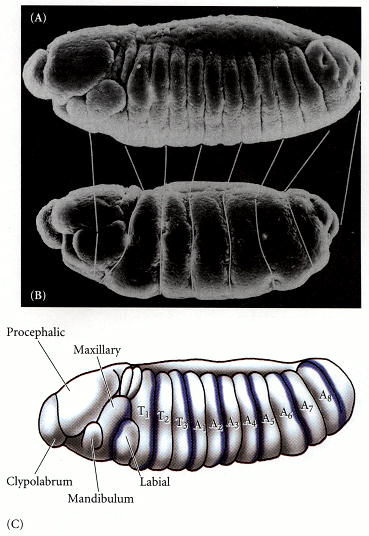 (A)
(B)
Procephalic
Maxillary
T1 T2 T3 A1 A2 A3 A4 A5 A6 A7 A8
Clypolabrum
Mandibulum
Labial
(C)